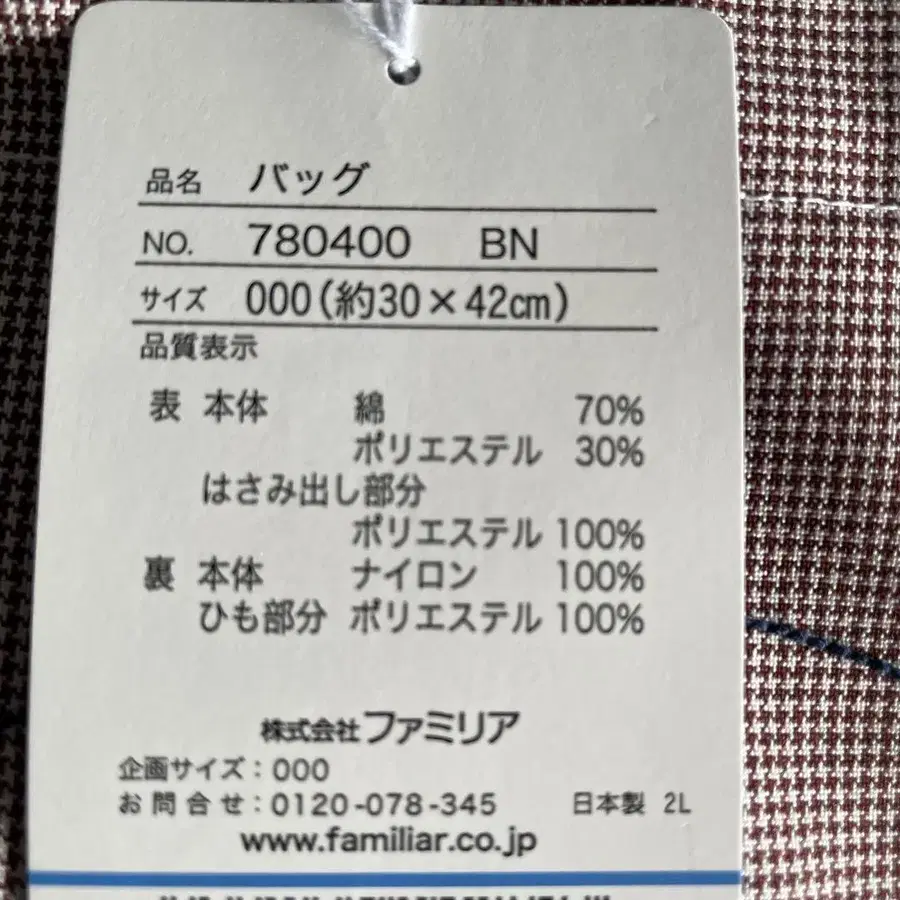 品名 バッグ
NO. 780400 BN
サイズ 000(約30×42cm)
品質表示
表 本体 綿 70%
ポリエステル 30%
はさみ出し部分
ポリエステル 100%
裏 本体 ナイロン 100%
ひも部分 ポリエステル 100%
株式会社ファミリア
企画サイズ:000
お問合せ:0120-078-345 日本製 2L
www.familiar.co.jp